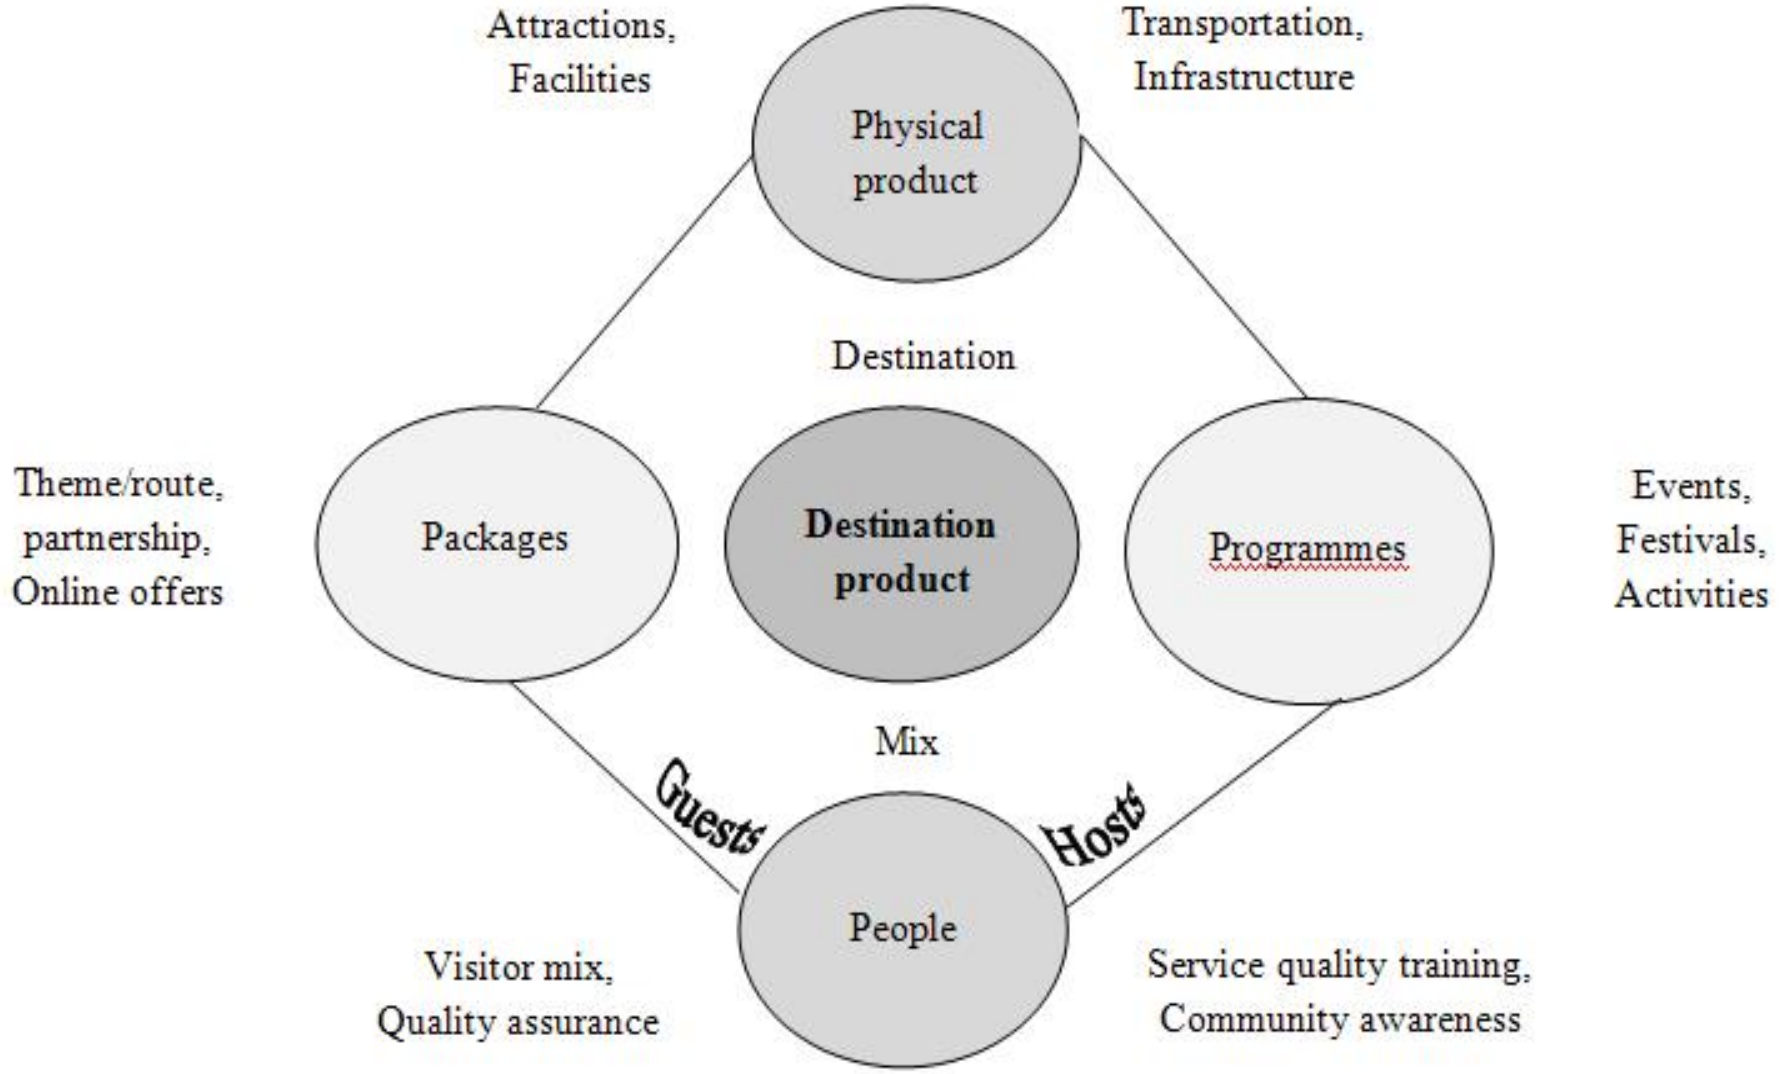 Attractions,
Facilities
Transportation,
Infrastructure
Physical
product
Destination
Theme/route,
partnership,
Online offers
Packages
Destination
product
Programmes
Events,
Festivals,
Activities
Mix
Guests
Hosts
People
Visitor mix,
Quality assurance
Service quality training,
Community awareness